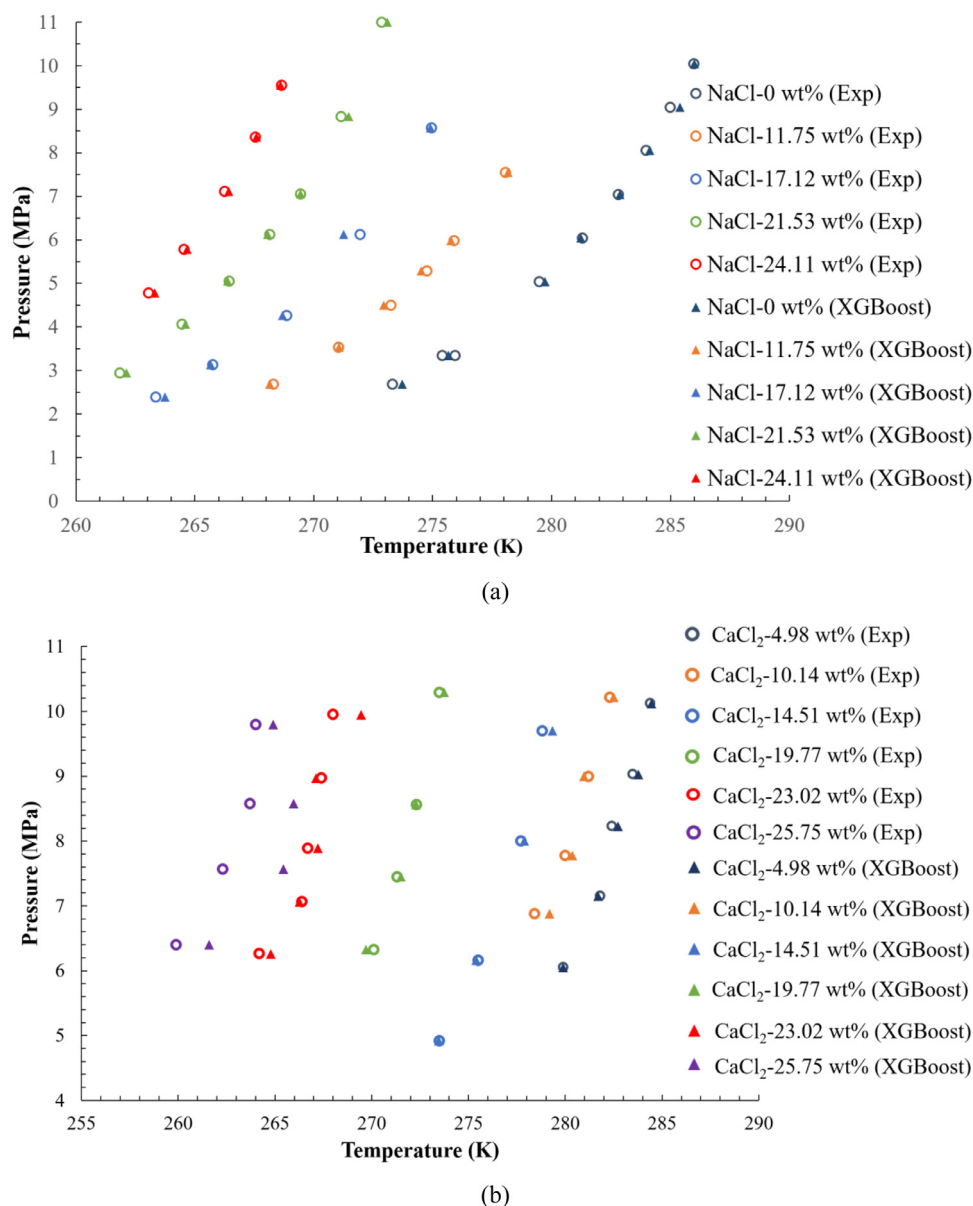 11
10
9
8
7
6
5
4
3
2
1
0
Pressure (MPa)
260
265
270
275
280
285
290
Temperature (K)
NaCl-0 wt% (Exp)
NaCl-11.75 wt% (Exp)
NaCl-17.12 wt% (Exp)
NaCl-21.53 wt% (Exp)
NaCl-24.11 wt% (Exp)
NaCl-0 wt% (XGBoost)
NaCl-11.75 wt% (XGBoost)
NaCl-17.12 wt% (XGBoost)
NaCl-21.53 wt% (XGBoost)
NaCl-24.11 wt% (XGBoost)
(a)
11
10
9
8
7
6
5
4
Pressure (MPa)
255
260
265
270
275
280
285
290
Temperature (K)
CaCl₂-4.98 wt% (Exp)
CaCl₂-10.14 wt% (Exp)
CaCl₂-14.51 wt% (Exp)
CaCl₂-19.77 wt% (Exp)
CaCl₂-23.02 wt% (Exp)
CaCl₂-25.75 wt% (Exp)
CaCl₂-4.98 wt% (XGBoost)
CaCl₂-10.14 wt% (XGBoost)
CaCl₂-14.51 wt% (XGBoost)
CaCl₂-19.77 wt% (XGBoost)
CaCl₂-23.02 wt% (XGBoost)
CaCl₂-25.75 wt% (XGBoost)
(b)